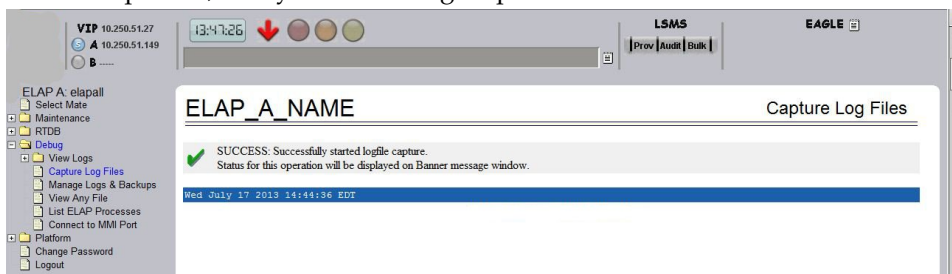 VIP 10.250.51.27
A 10.250.51.149
B -----
13:47:26
LSMS
Prov Audit Bulk
EAGLE
ELAP A: elapall
Select Mate
Maintenance
RTDB
Debug
View Logs
Capture Log Files
Manage Logs & Backups
View Any File
List ELAP Processes
Connect to MMI Port
Platform
Change Password
Logout
ELAP_A_NAME
Capture Log Files
SUCCESS: Successfully started logfile capture.
Status for this operation will be displayed on Banner message window.
Wed July 17 2013 14:44:36 EDT